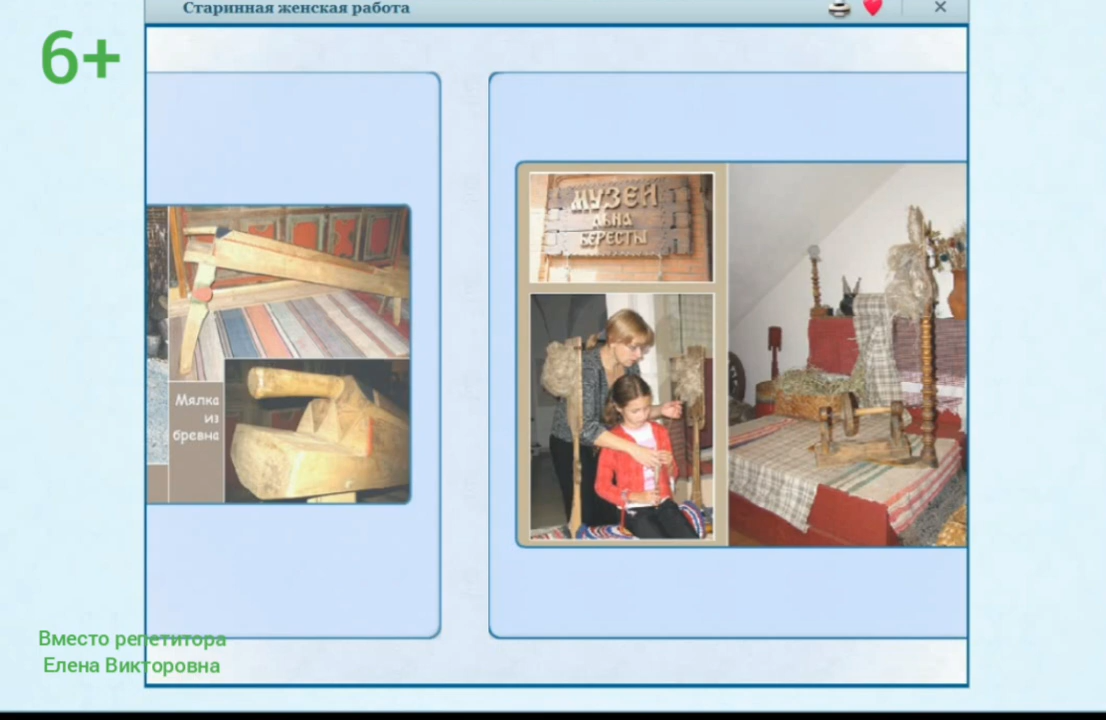 Старинная женская работа
6+
Мялка
из
бревна
МУЗЕЙ
ЛЬНА
БЕРЕСТЫ
Вместо репетитора
Елена Викторовна